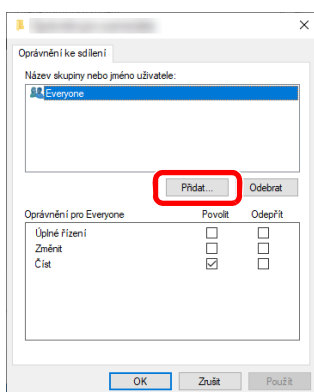 Oprávnění ke sdílení
Název skupiny nebo jméno uživatele:
Everyone
Přidat... Odebrat
Oprávnění pro Everyone Povolit Odepřít
Úplné řízení
Změnit
Číst
OK Zrušit Použít